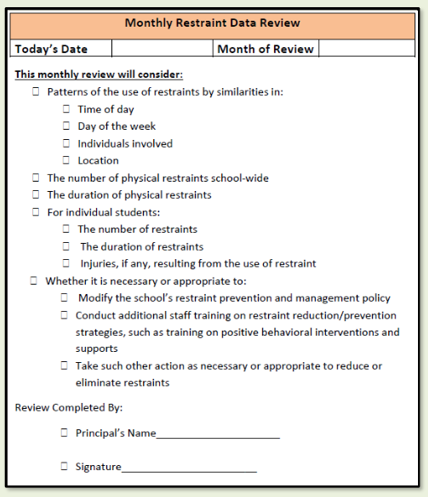 Monthly Restraint Data Review
Today's Date Month of Review
This monthly review will consider:
☐ Patterns of the use of restraints by similarities in:
☐ Time of day
☐ Day of the week
☐ Individuals involved
☐ Location
☐ The number of physical restraints school-wide
☐ The duration of physical restraints
☐ For individual students:
☐ The number of restraints
☐ The duration of restraints
☐ Injuries, if any, resulting from the use of restraint
☐ Whether it is necessary or appropriate to:
☐ Modify the school's restraint prevention and management policy
☐ Conduct additional staff training on restraint reduction/prevention
strategies, such as training on positive behavioral interventions and
supports
☐ Take such other action as necessary or appropriate to reduce or
eliminate restraints
Review Completed By:
☐ Principal's Name______________________
☐ Signature________________________